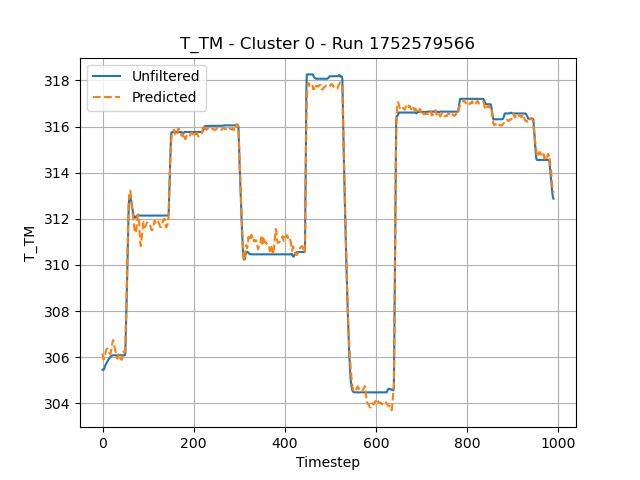 T_TM - Cluster 0 - Run 1752579566
Unfiltered
Predicted
318
316
314
312
310
308
306
304
T_TM
0 200 400 600 800 1000
Timestep